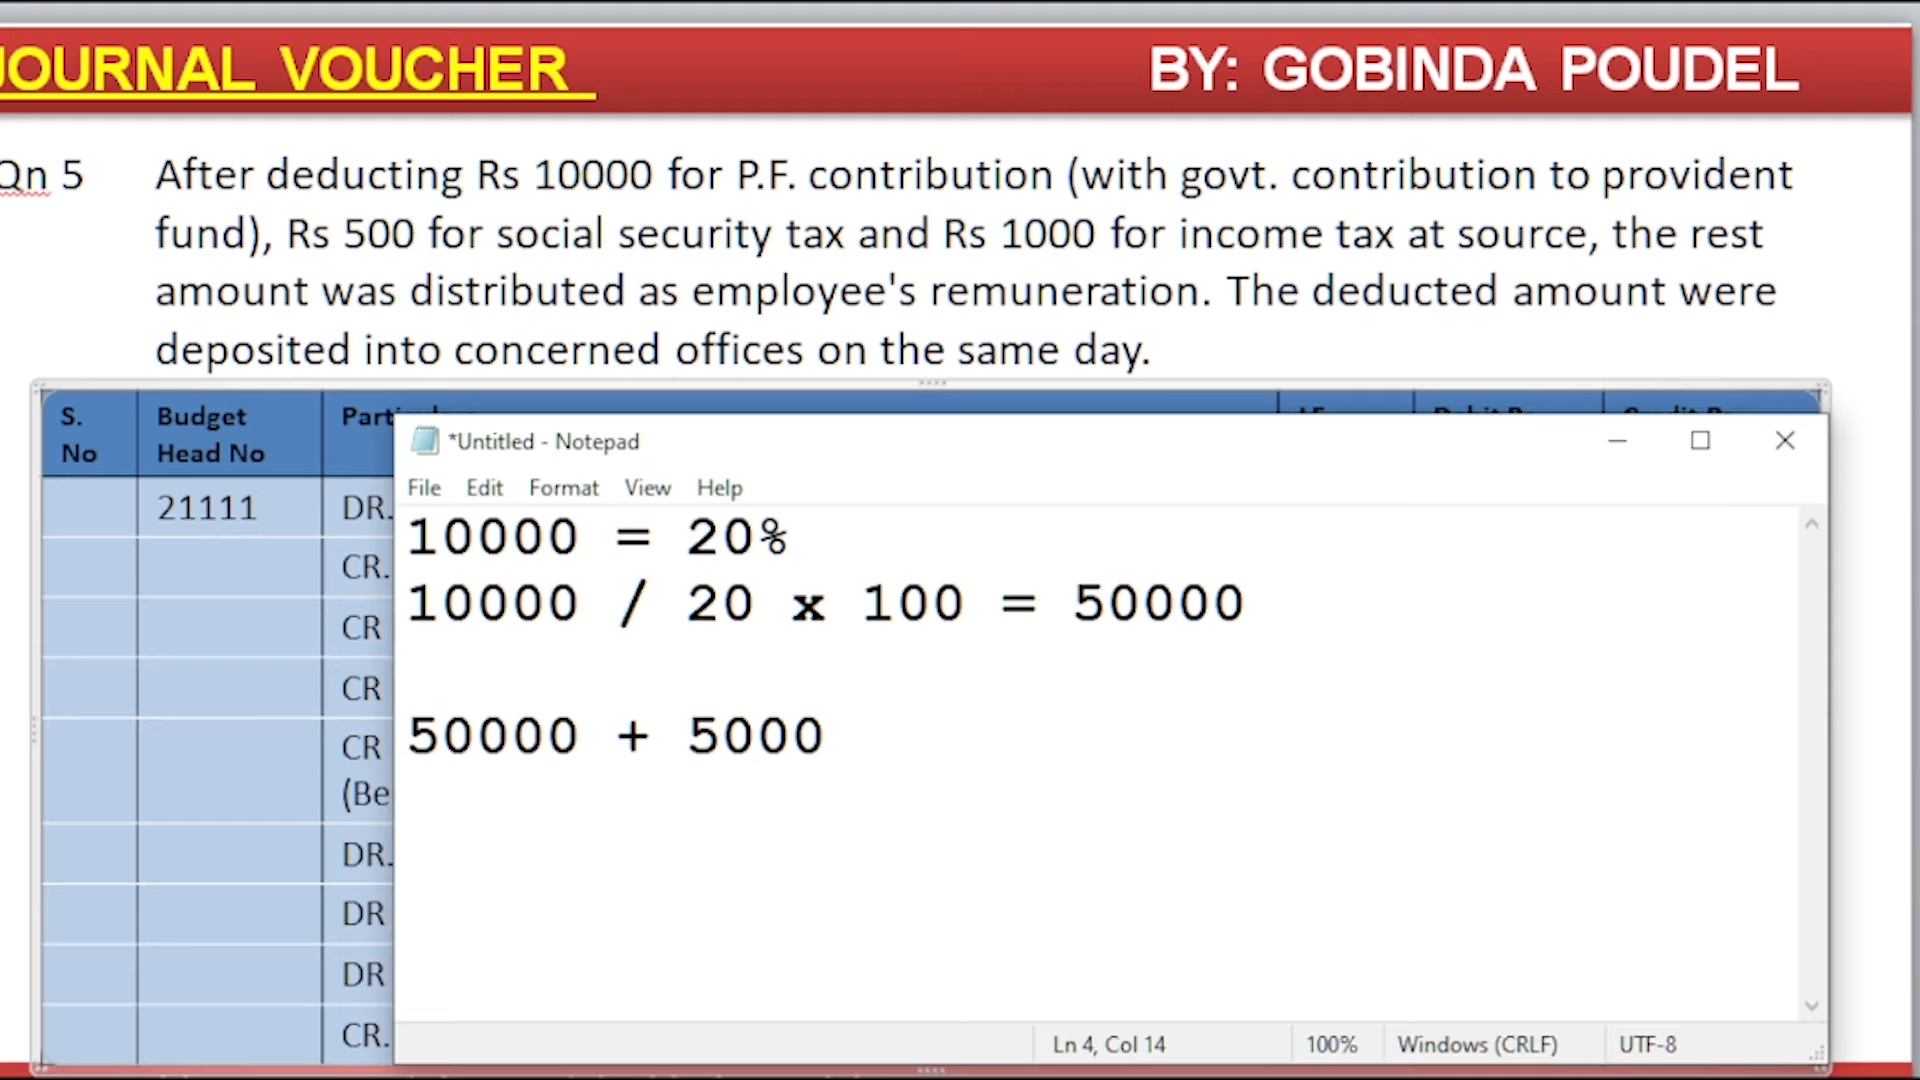 JOURNAL VOUCHER
BY: GOBINDA POUDEL
Qn 5
After deducting Rs 10000 for P.F. contribution (with govt. contribution to provident
fund), Rs 500 for social security tax and Rs 1000 for income tax at source, the rest
amount was distributed as employee's remuneration. The deducted amount were
deposited into concerned offices on the same day.
S.
No
Budget
Head No
*Untitled - Notepad
File Edit Format View Help
21111
DR.
10000 = 20%
CR.
10000 / 20 x 100 = 50000
CR
CR
50000 + 5000
CR
(Be
DR.
DR
DR
CR.
Ln 4, Col 14
100%
Windows (CRLF)
UTF-8